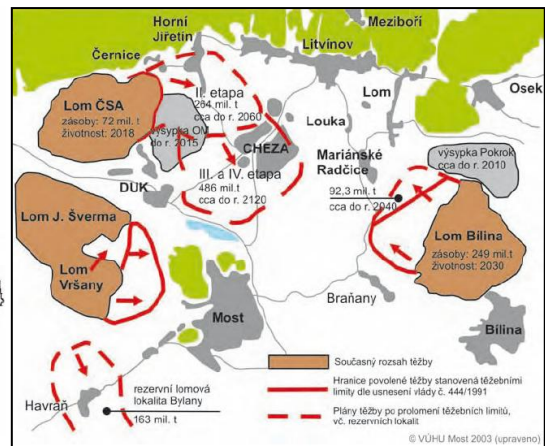 Horní
Jiřetín
Meziboří
Litvínov
Černice
Osek
Lom
II. etapa
264 mil. t
cca do r. 2060
Lom ČSA
zásoby: 72 mil. t
životnost: 2018
výsypka OM
do r. 2015
Louka
CHEZA
Mariánské
Radčice
výsypka Pokrok
cca do r. 2010
III. a IV. etapa
486 mil.t
cca do r. 2120
DUK
92,3 mil. t
cca do r. 2040
Lom J. Šverma
Lom Bílina
zásoby: 249 mil.t
životnost: 2030
Lom
Vršany
Braňany
Most
Bílina
Současný rozsah těžby
Hranice povolené těžby stanovená těžebními
limity dle usnesení vlády č. 444/1991
Plány těžby po prolomení těžebních limitů,
vč. rezervních lokalit
rezervní lomová
lokalita Bylany
163 mil. t
Havraň
© VÚHU Most 2003 (upraveno)